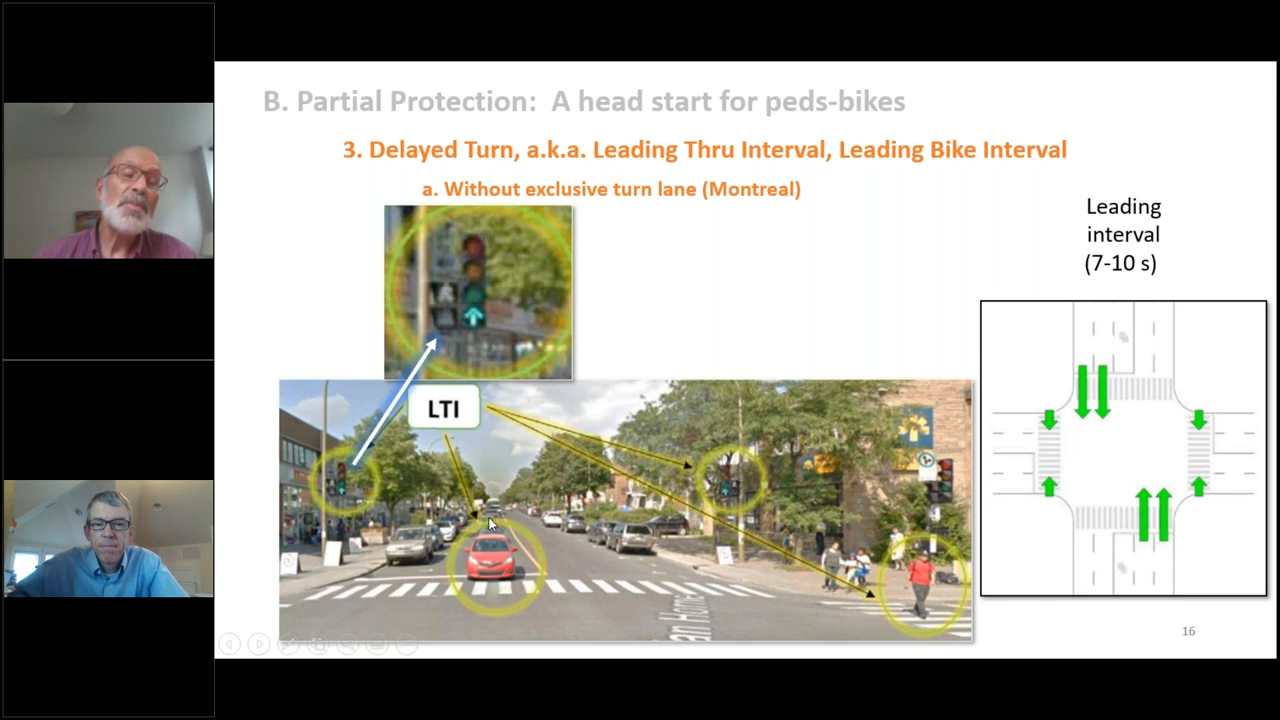 B. Partial Protection: A head start for peds-bikes
3. Delayed Turn, a.k.a. Leading Thru Interval, Leading Bike Interval
a. Without exclusive turn lane (Montreal)
Leading
interval
(7-10 s)
LTI
16